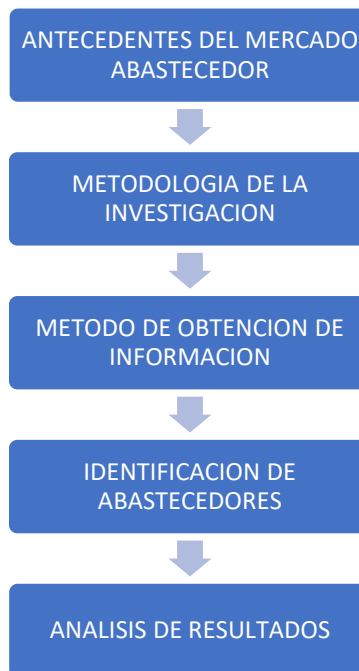 ANTECEDENTES DEL MERCADO
ABASTECEDOR
METODOLOGIA DE LA
INVESTIGACION
METODO DE OBTENCION DE
INFORMACION
IDENTIFICACION DE
ABASTECEDORES
ANALISIS DE RESULTADOS